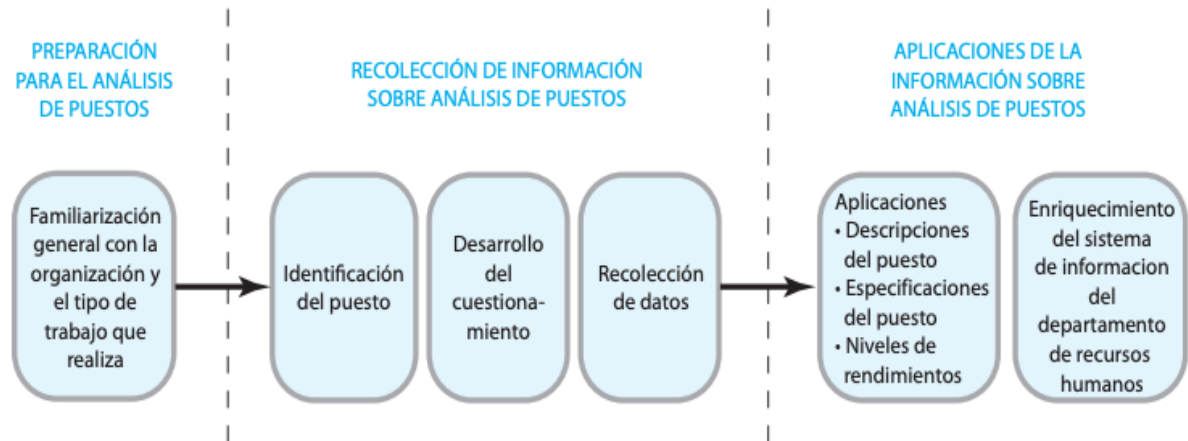 PREPARACIÓN
PARA EL ANÁLISIS
DE PUESTOS
RECOLECCIÓN DE INFORMACIÓN
SOBRE ANÁLISIS DE PUESTOS
APLICACIONES DE LA
INFORMACIÓN SOBRE
ANÁLISIS DE PUESTOS
Familiarización
general con la
organización y
el tipo de
trabajo que
realiza
Identificación
del puesto
Desarrollo
del
cuestiona-
miento
Recolección
de datos
Aplicaciones
• Descripciones
del puesto
• Especificaciones
del puesto
• Niveles de
rendimientos
Enriquecimiento
del sistema
de informacion
del
departamento
de recursos
humanos